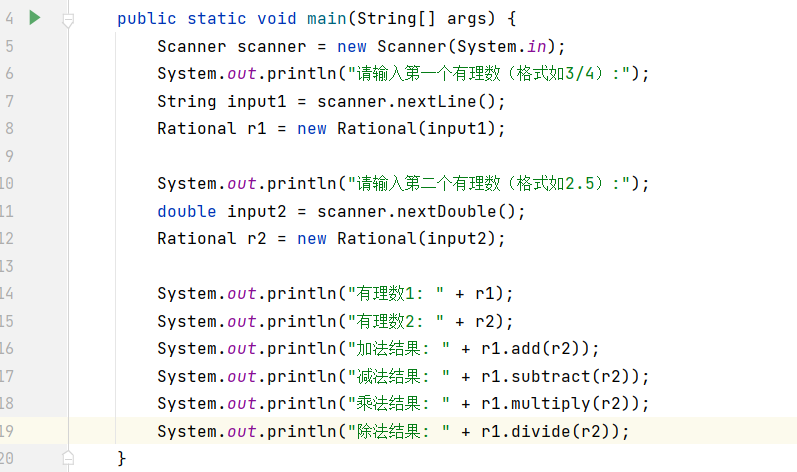 4 public static void main(String[] args) {
5 Scanner scanner = new Scanner(System.in);
6 System.out.println("请输入第一个有理数（格式如3/4）:");
7 String input1 = scanner.nextLine();
8 Rational r1 = new Rational(input1);
9
10 System.out.println("请输入第二个有理数（格式如2.5）:");
11 double input2 = scanner.nextDouble();
12 Rational r2 = new Rational(input2);
13
14 System.out.println("有理数1: " + r1);
15 System.out.println("有理数2: " + r2);
16 System.out.println("加法结果: " + r1.add(r2));
17 System.out.println("减法结果: " + r1.subtract(r2));
18 System.out.println("乘法结果: " + r1.multiply(r2));
19 System.out.println("除法结果: " + r1.divide(r2));
20 }